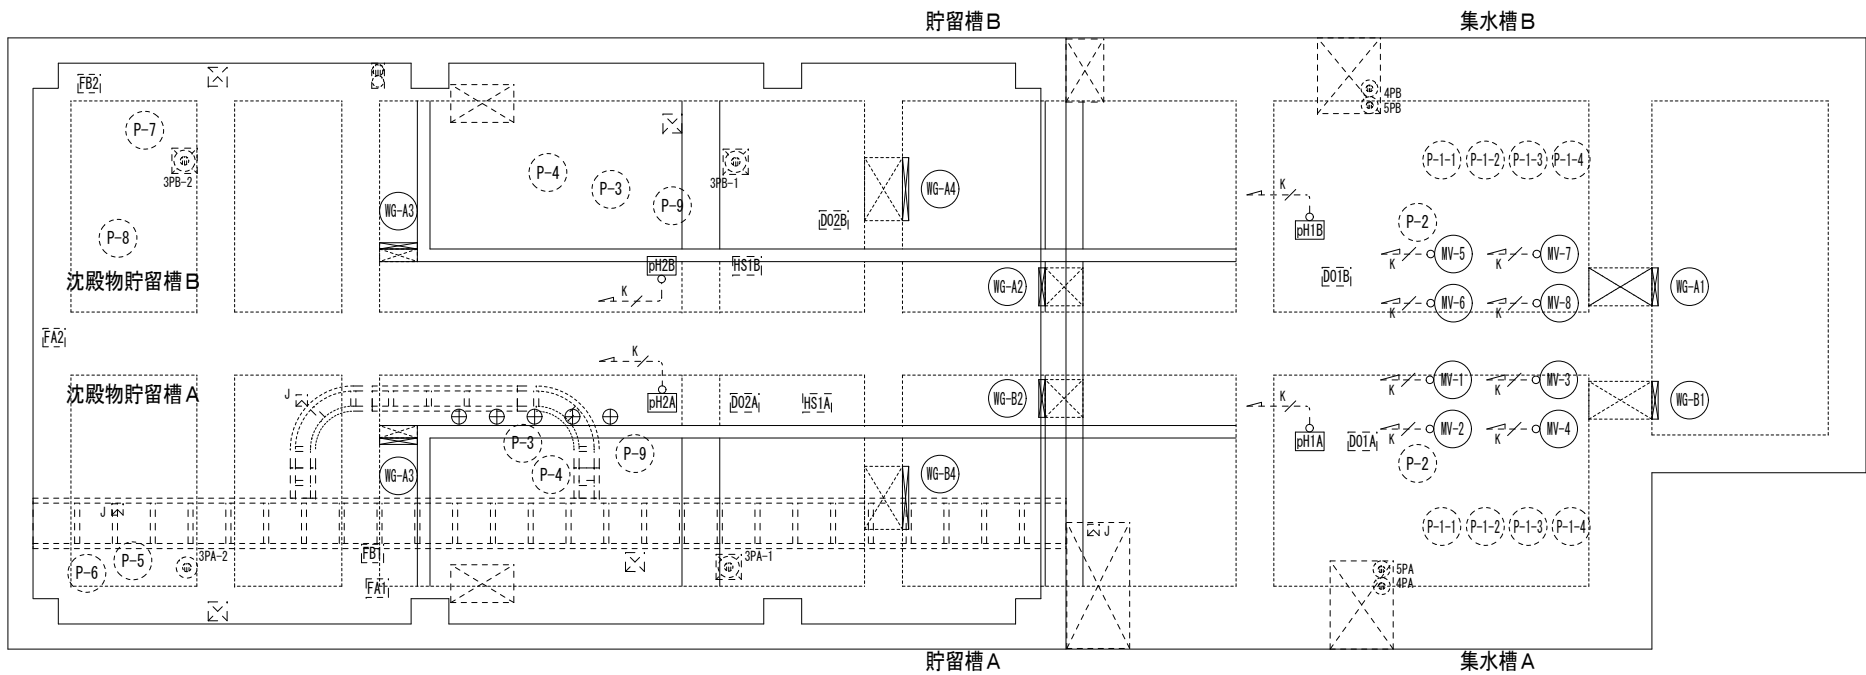 貯留槽B
集水槽B
FB2
4PB
5PB
P-7
3PB-2
P-4
P-3
P-9
3PB-1
P-1-1
P-1-2
P-1-3
P-1-4
WG-A3
WG-A4
DO2B
K
pH1B
P-2
P-8
沈殿物貯留槽B
pH2B
HS1B
K
WG-A2
DO1B
K
MV-5
K
MV-7
K
MV-6
K
MV-8
WG-A1
FA2
沈殿物貯留槽A
J
K
pH2A
DO2A
HS1A
WG-B2
K
pH1A
DO1A
K
MV-1
K
MV-3
K
MV-2
K
MV-4
WG-B1
P-3
P-4
P-9
WG-A3
WG-B4
P-2
J
J
P-6
P-5
3PA-2
FB1
FA1
3PA-1
P-1-1
P-1-2
P-1-3
P-1-4
5PA
4PA
貯留槽A
集水槽A